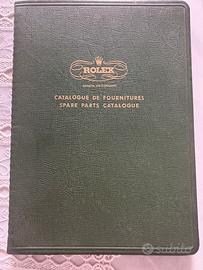 ROLEX
GENEVA, SWITZERLAND
CATALOGUE DE FOURNITURES
SPARE PARTS CATALOGUE
subito